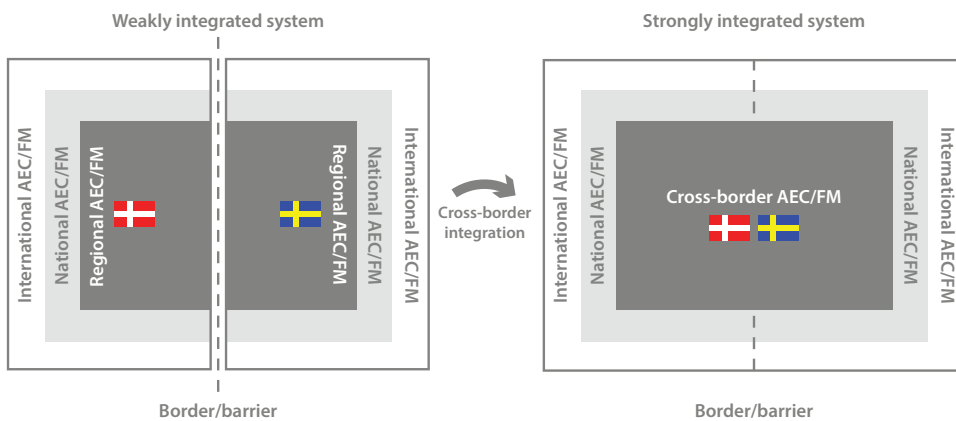 Weakly integrated system
Strongly integrated system
International AEC/FM
National AEC/FM
Regional AEC/FM
Regional AEC/FM
National AEC/FM
International AEC/FM
Cross-border
integration
International AEC/FM
National AEC/FM
Cross-border AEC/FM
National AEC/FM
International AEC/FM
Border/barrier
Border/barrier